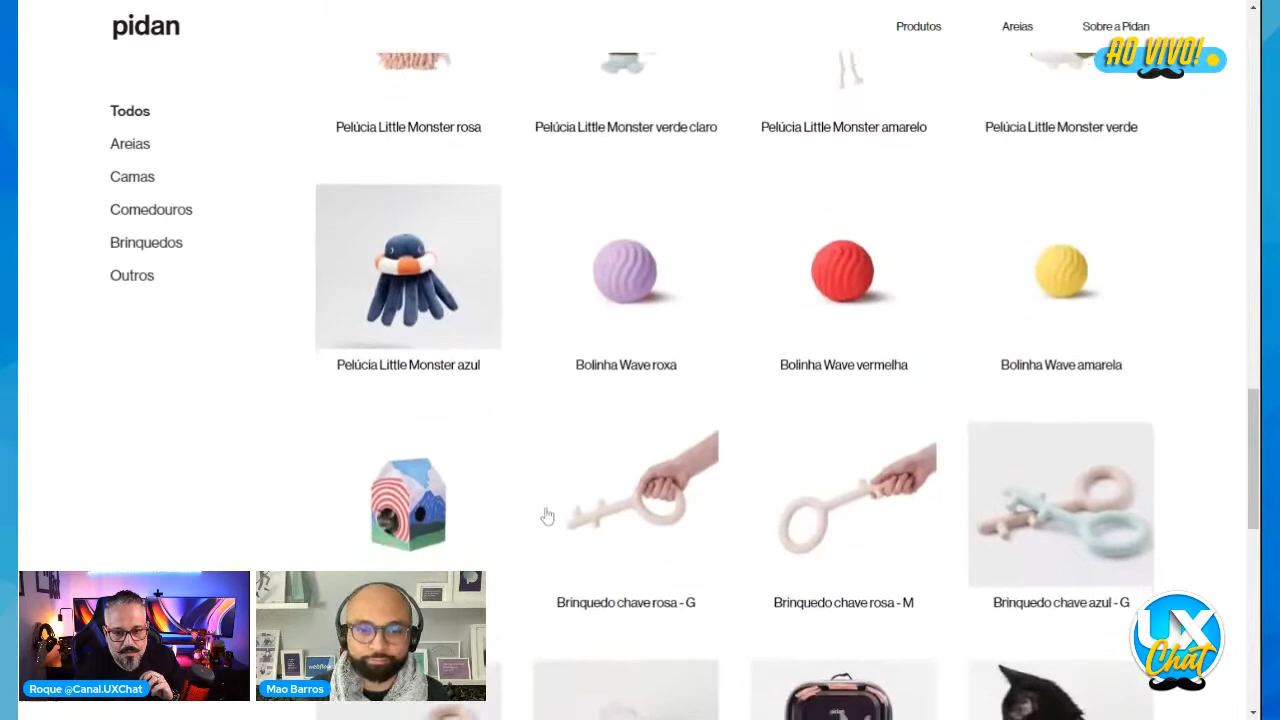 pidan
Produtos
Areias
Sobre a Pidan
AO VIVO!
Todos
Areias
Camas
Comedouros
Brinquedos
Outros
Pelúcia Little Monster rosa
Pelúcia Little Monster verde claro
Pelúcia Little Monster amarelo
Pelúcia Little Monster verde
Pelúcia Little Monster azul
Bolinha Wave roxa
Bolinha Wave vermelha
Bolinha Wave amarela
Brinquedo chave rosa - G
Brinquedo chave rosa - M
Brinquedo chave azul - G
pidan
webflow
Roque @Canal.UXChat
Mao Barros
UX
Chat